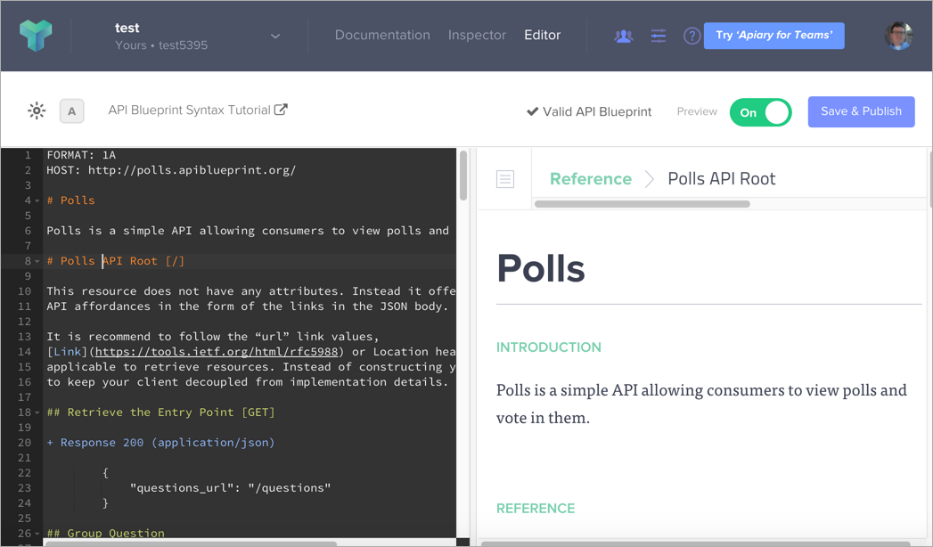 test
Yours • test5395
Documentation Inspector Editor
? Try ‘Apiary for Teams’
A API Blueprint Syntax Tutorial
Valid API Blueprint Preview On Save & Publish
1 FORMAT: 1A
2 HOST: http://polls.apiblueprint.org/
3
4 # Polls
5
6 Polls is a simple API allowing consumers to view polls and
7
8 # Polls API Root [/]
9
10 This resource does not have any attributes. Instead it offe
11 API affordances in the form of the links in the JSON body.
12
13 It is recommend to follow the “url” link values,
14 [Link](https://tools.ietf.org/html/rfc5988) or Location hea
15 applicable to retrieve resources. Instead of constructing y
16 to keep your client decoupled from implementation details.
17
18 ## Retrieve the Entry Point [GET]
19
20 + Response 200 (application/json)
21
22 {
23 "questions_url": "/questions"
24 }
25
26 ## Group Question
Reference Polls API Root
Polls
INTRODUCTION
Polls is a simple API allowing consumers to view polls and
vote in them.
REFERENCE